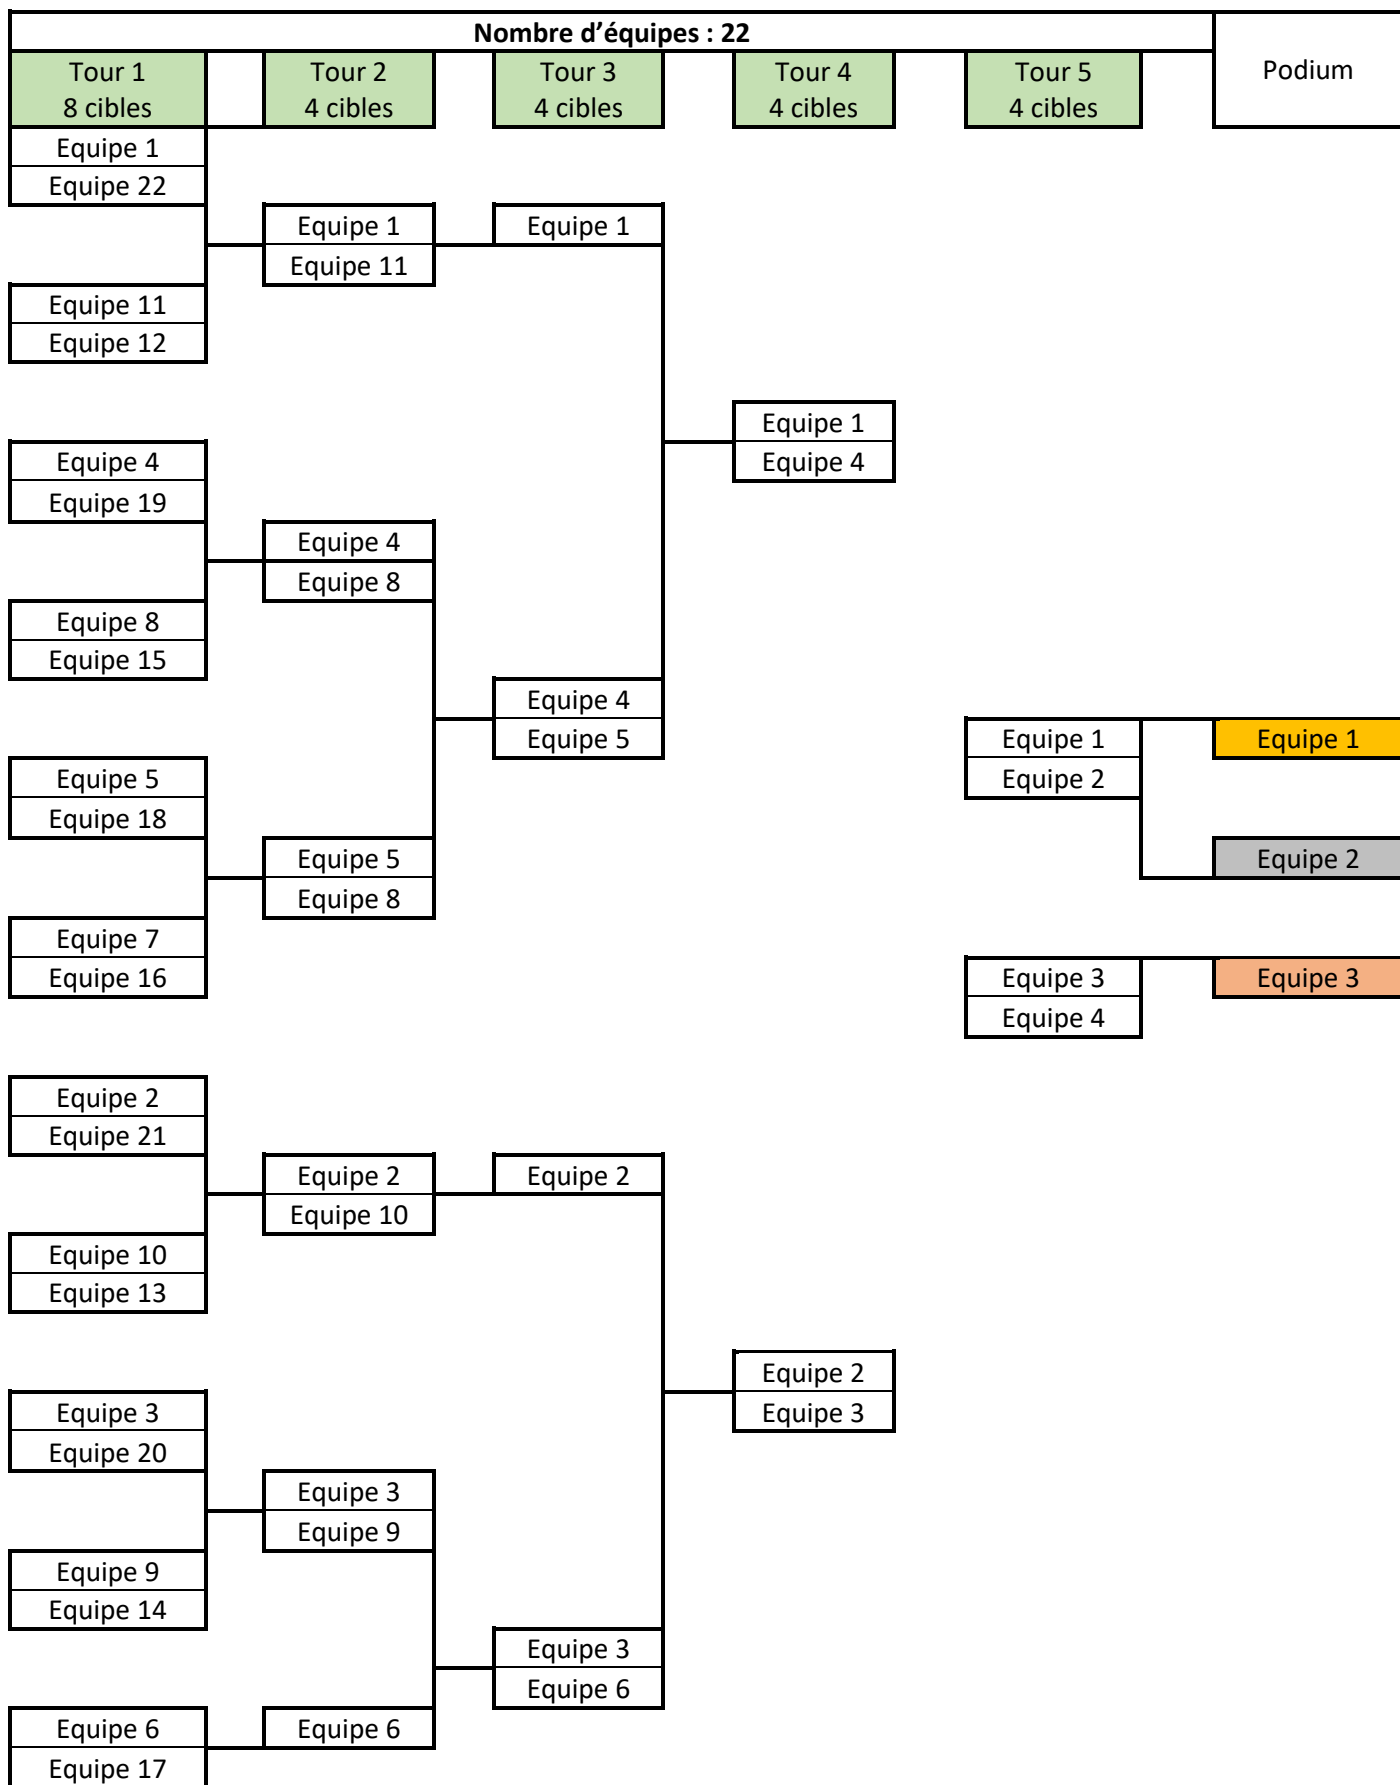 Nombre d’équipes : 22
Tour 1
8 cibles
Tour 2
4 cibles
Tour 3
4 cibles
Tour 4
4 cibles
Tour 5
4 cibles
Podium
Equipe 1
Equipe 22
Equipe 1
Equipe 11
Equipe 1
Equipe 11
Equipe 12
Equipe 1
Equipe 4
Equipe 4
Equipe 19
Equipe 4
Equipe 8
Equipe 8
Equipe 15
Equipe 4
Equipe 5
Equipe 1
Equipe 2
Equipe 1
Equipe 5
Equipe 18
Equipe 5
Equipe 8
Equipe 2
Equipe 7
Equipe 16
Equipe 3
Equipe 4
Equipe 3
Equipe 2
Equipe 21
Equipe 2
Equipe 10
Equipe 2
Equipe 10
Equipe 13
Equipe 2
Equipe 3
Equipe 3
Equipe 20
Equipe 3
Equipe 9
Equipe 9
Equipe 14
Equipe 3
Equipe 6
Equipe 6
Equipe 17
Equipe 6